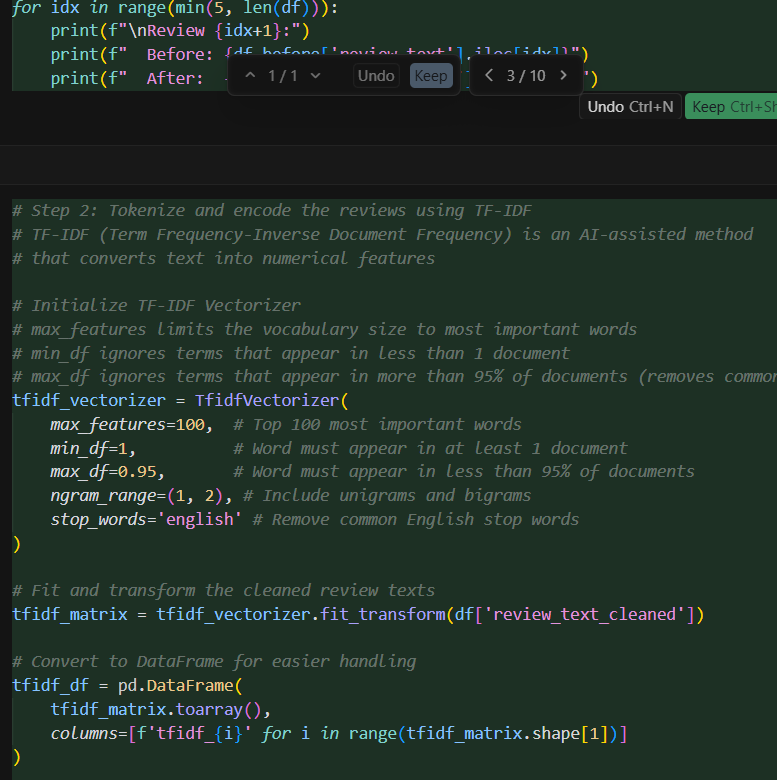 for idx in range(min(5, len(df))):
    print(f"\nReview {idx+1}:")
    print(f"  Before: {df_before['review_text'].iloc[idx]}")
    print(f"  After:  ")
1 / 1 Undo Keep
3 / 10
Undo Ctrl+N Keep Ctrl+Sh
# Step 2: Tokenize and encode the reviews using TF-IDF
# TF-IDF (Term Frequency-Inverse Document Frequency) is an AI-assisted method
# that converts text into numerical features
# Initialize TF-IDF Vectorizer
# max_features limits the vocabulary size to most important words
# min_df ignores terms that appear in less than 1 document
# max_df ignores terms that appear in more than 95% of documents (removes common
tfidf_vectorizer = TfidfVectorizer(
    max_features=100,  # Top 100 most important words
    min_df=1,          # Word must appear in at least 1 document
    max_df=0.95,       # Word must appear in less than 95% of documents
    ngram_range=(1, 2), # Include unigrams and bigrams
    stop_words='english' # Remove common English stop words
)
# Fit and transform the cleaned review texts
tfidf_matrix = tfidf_vectorizer.fit_transform(df['review_text_cleaned'])
# Convert to DataFrame for easier handling
tfidf_df = pd.DataFrame(
    tfidf_matrix.toarray(),
    columns=[f'tfidf_{i}' for i in range(tfidf_matrix.shape[1])]
)